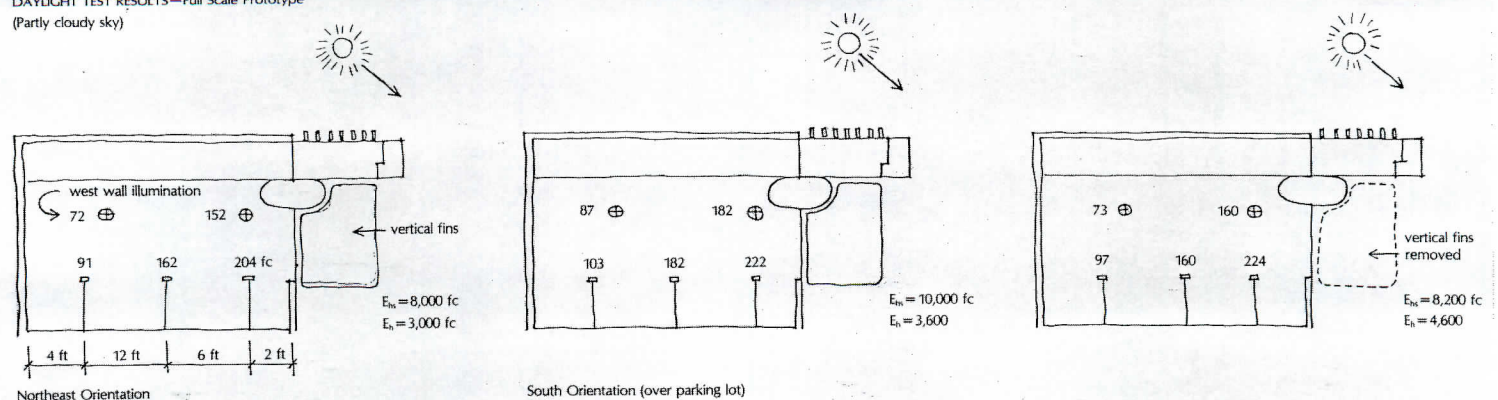 DAYLIGHT TEST RESULTS—Full Scale Prototype
(Partly cloudy sky)
west wall illumination
72
152
vertical fins
91
162
204 fc
Ehs=8,000 fc
Eh=3,000 fc
4 ft
12 ft
6 ft
2 ft
Northeast Orientation
87
182
103
182
222
Ehs=10,000 fc
Eh=3,600
South Orientation (over parking lot)
73
160
vertical fins
removed
97
160
224
Ehs=8,200 fc
Eh=4,600